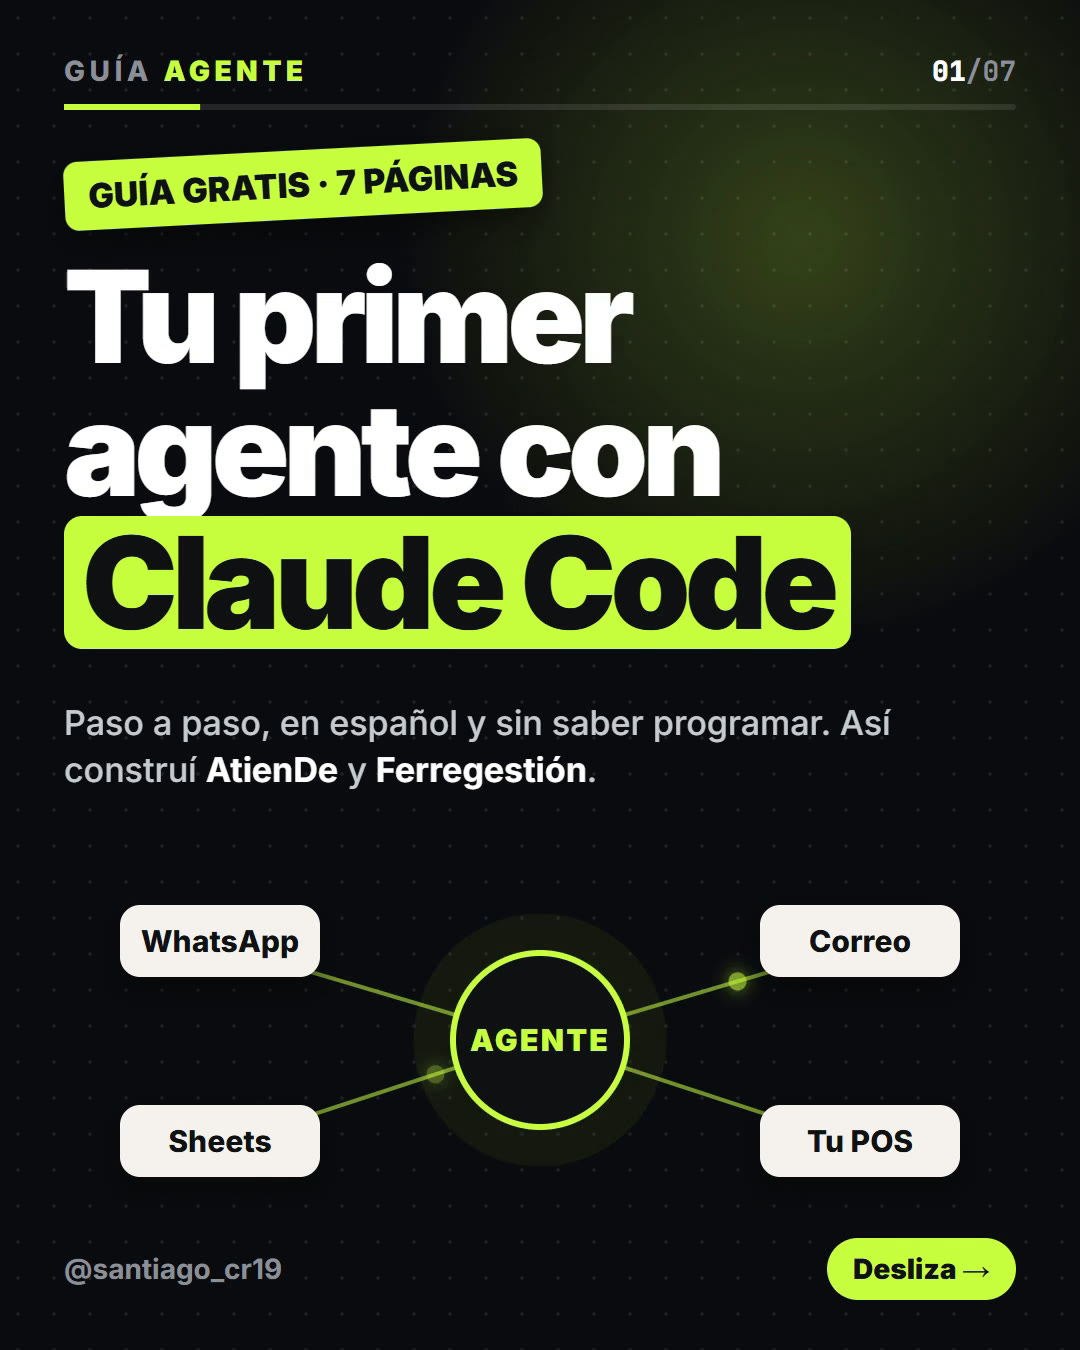 GUÍA AGENTE
01/07
GUÍA GRATIS · 7 PÁGINAS
Tu primer
agente con
Claude Code
Paso a paso, en español y sin saber programar. Así
construí AtienDe y Ferregestión.
WhatsApp
Correo
AGENTE
Sheets
Tu POS
@santiago_cr19
Desliza →